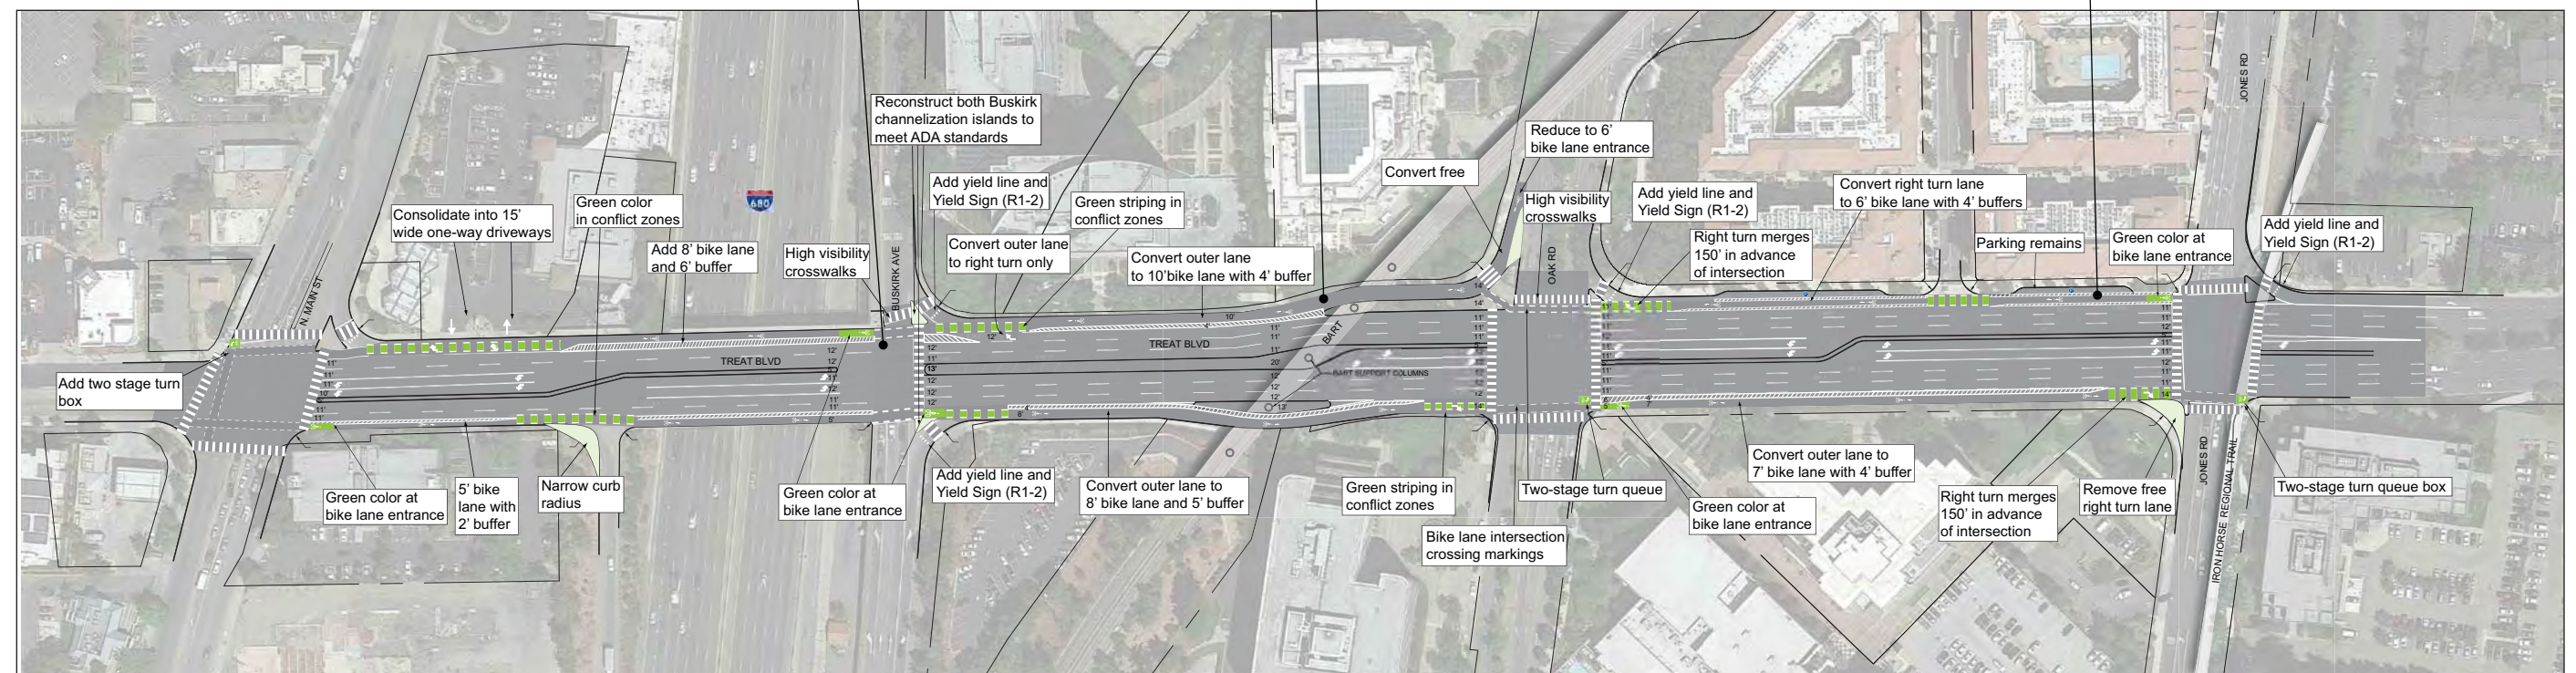 Reconstruct both Buskirk
channelization islands to
meet ADA standards
JONES RD
Reduce to 6'
bike lane entrance
Convert free
Add yield line and
Yield Sign (R1-2)
Green striping in
conflict zones
High visibility
crosswalks
Add yield line and
Yield Sign (R1-2)
Convert right turn lane
to 6' bike lane with 4' buffers
680
Green color
in conflict zones
Consolidate into 15'
wide one-way driveways
Add 8' bike lane
and 6' buffer
High visibility
crosswalks
BUSKIRK AVE
Convert outer lane
to right turn only
Convert outer lane
to 10'bike lane with 4' buffer
OAK RD
Right turn merges
150' in advance
of intersection
Parking remains
Green color at
bike lane entrance
Add yield line and
Yield Sign (R1-2)
N. MAIN ST
TREAT BLVD
TREAT BLVD
BART
BART SUPPORT COLUMNS
Add two stage turn
box
Green color at
bike lane entrance
5' bike
lane with
2' buffer
Narrow curb
radius
Green color at
bike lane entrance
Add yield line and
Yield Sign (R1-2)
Convert outer lane to
8' bike lane and 5' buffer
Green striping in
conflict zones
Bike lane intersection
crossing markings
Two-stage turn queue
Green color at
bike lane entrance
Convert outer lane to
7' bike lane with 4' buffer
Right turn merges
150' in advance
of intersection
Remove free
right turn lane
JONES RD
IRON HORSE REGIONAL TRAIL
Two-stage turn queue box